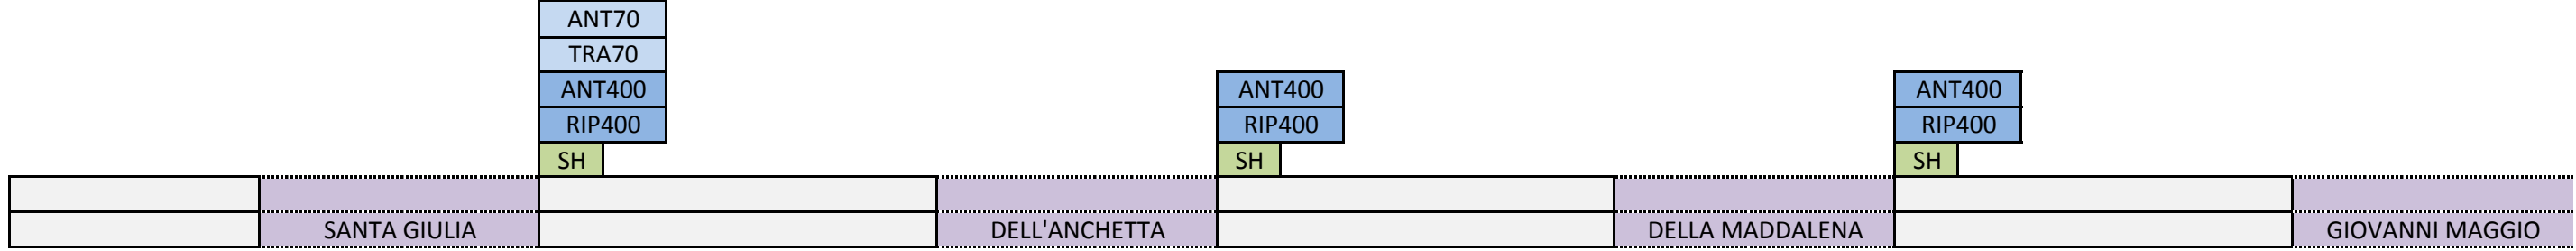 ANT70
TRA70
ANT400
RIP400
SH
ANT400
RIP400
SH
ANT400
RIP400
SH
SANTA GIULIA
DELL'ANCHETTA
DELLA MADDALENA
GIOVANNI MAGGIO